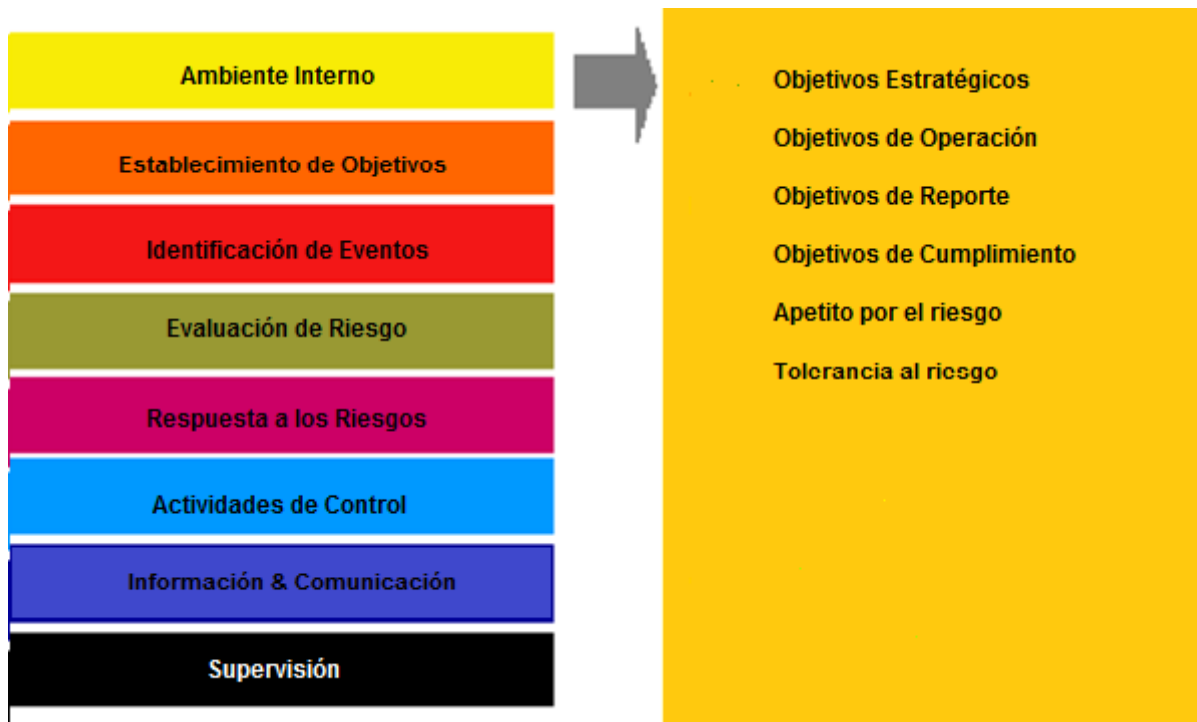 Ambiente Interno
Establecimiento de Objetivos
Identificación de Eventos
Evaluación de Riesgo
Respuesta a los Riesgos
Actividades de Control
Información & Comunicación
Supervisión
Objetivos Estratégicos
Objetivos de Operación
Objetivos de Reporte
Objetivos de Cumplimiento
Apetito por el riesgo
Tolerancia al riesgo